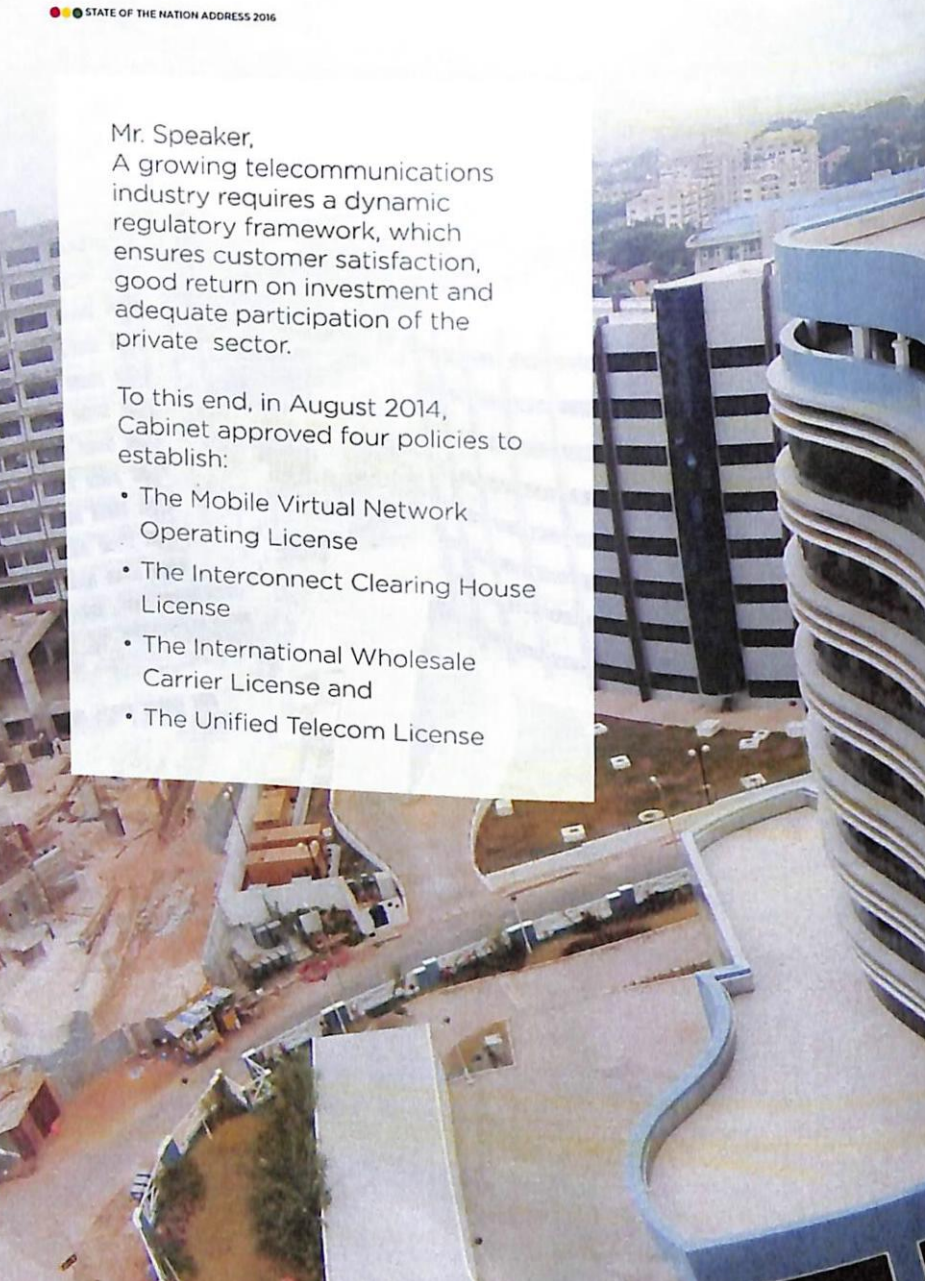 STATE OF THE NATION ADDRESS 2016
Mr. Speaker,
A growing telecommunications
industry requires a dynamic
regulatory framework, which
ensures customer satisfaction,
good return on investment and
adequate participation of the
private sector.
To this end, in August 2014,
Cabinet approved four policies to
establish:
• The Mobile Virtual Network
Operating License
• The Interconnect Clearing House
License
• The International Wholesale
Carrier License and
• The Unified Telecom License